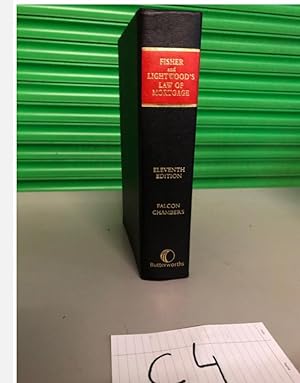 FISHER
and
LIGHTWOOD'S
LAW OF
MORTGAGE
ELEVENTH
EDITION
FALCON
CHAMBERS
Butterworths
C4